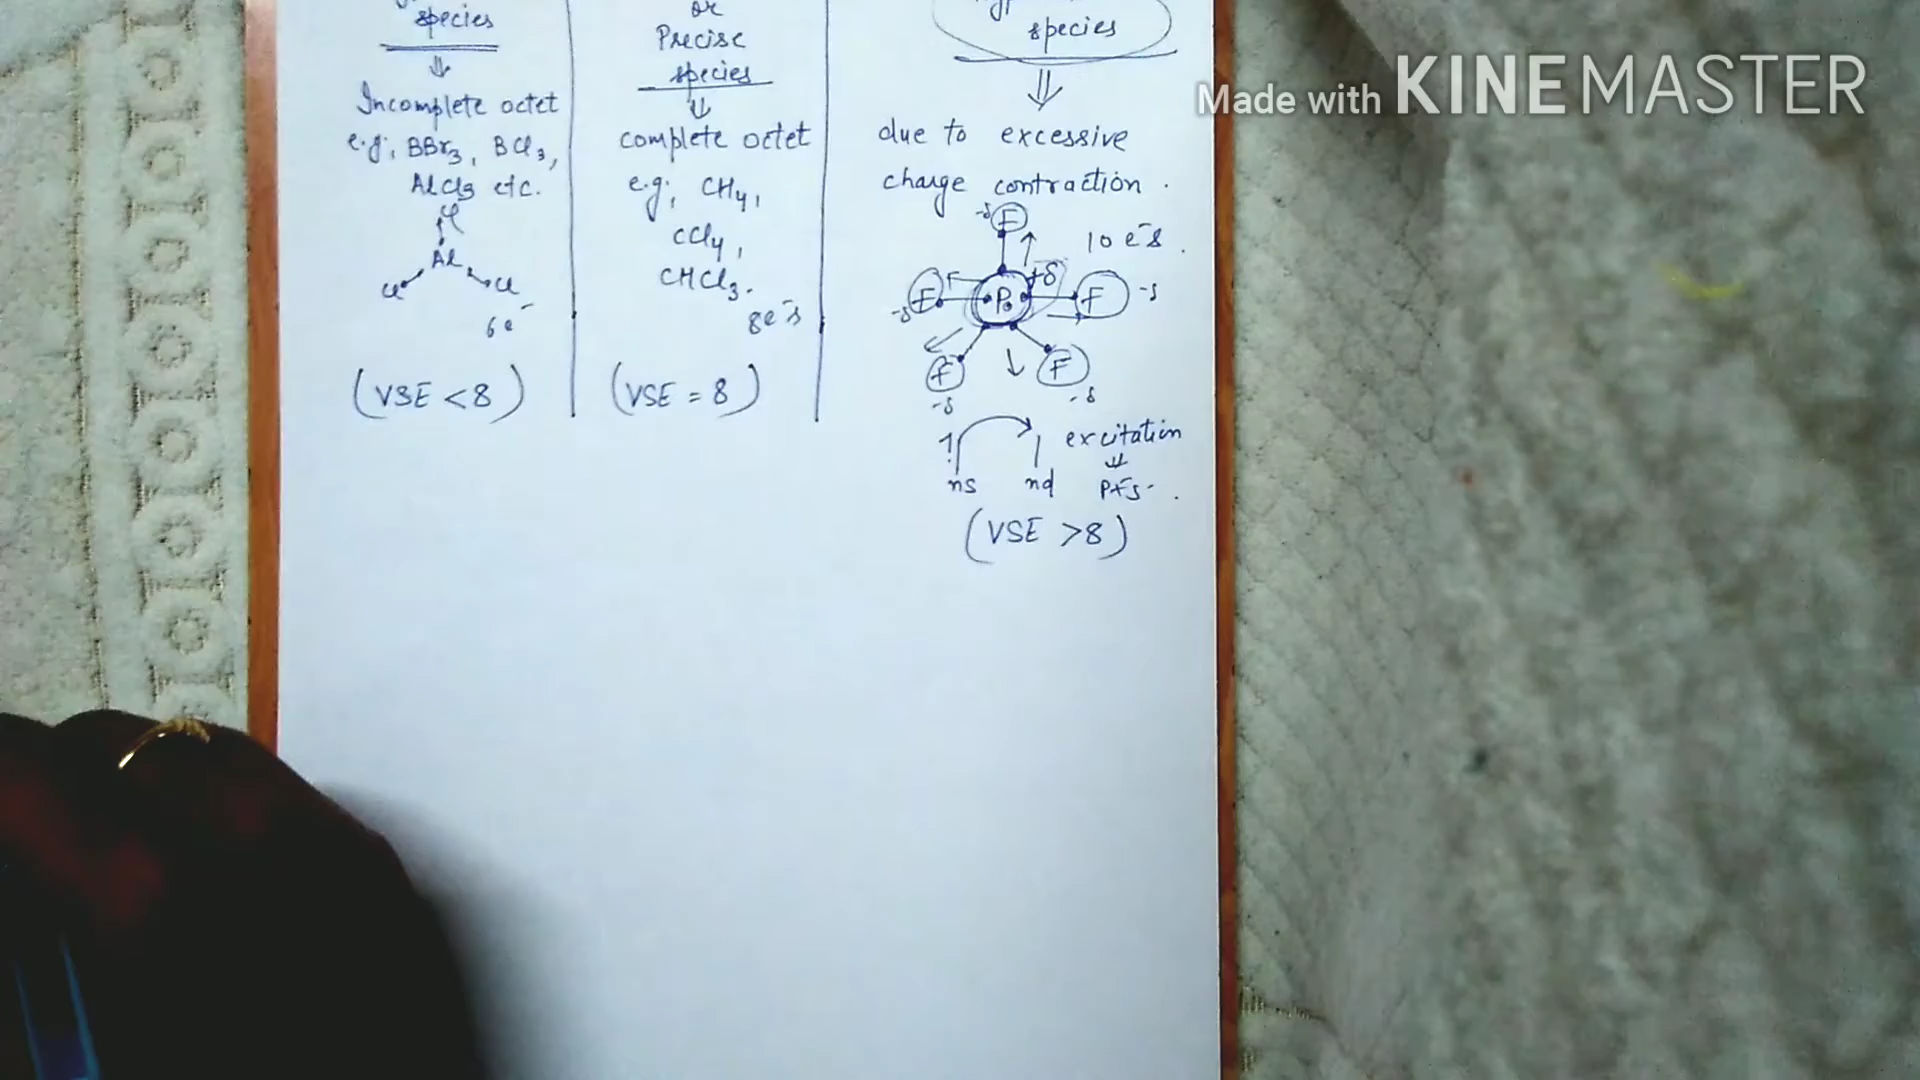 species
Incomplete octet
e.g; BBr3, BCl3,
AlCl3 etc.
Cl
Al
Cl Cl
6e-
(VSE < 8)
or
Precise
species
complete octet
e.g; CH4,
CCl4,
CHCl3.
8e-s
(VSE = 8)
species
due to excessive
charge contraction.
-δ F 10 e-s.
+δ
F P F -δ
-δ
F F
-δ -δ
excitation
ns nd PF5.
(VSE >8)
Made with KINEMASTER